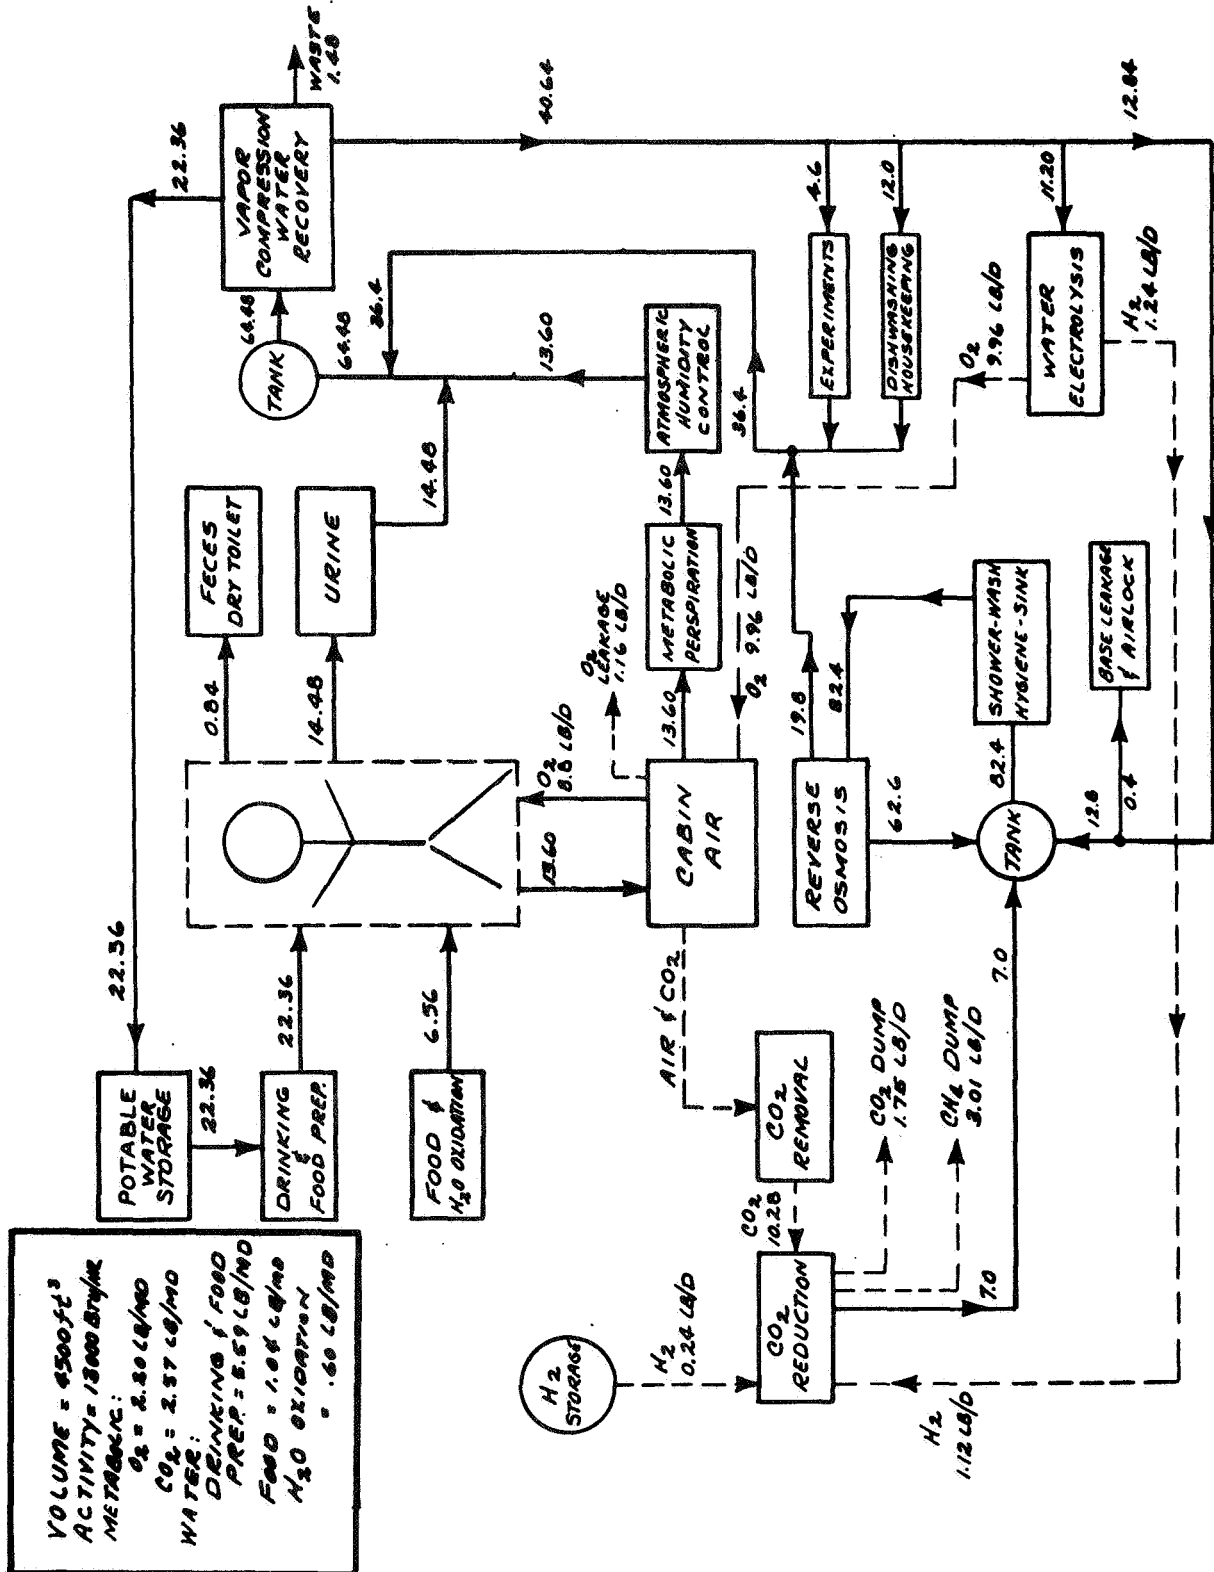 VOLUME = 4500 ft³
ACTIVITY = 13000 BTU/HR
METABOLIC:
O₂ = 2.20 LB/MD
CO₂ = 2.57 LB/MD
WATER:
DRINKING & FOOD
PREP. = 5.59 LB/MD
FOOD = 1.04 LB/MD
H₂O OXIDATION
= .60 LB/MD
POTABLE
WATER
STORAGE
22.36
DRINKING
&
FOOD PREP.
FOOD &
H₂O OXIDATION
22.36
22.36
6.56
H₂
STORAGE
H₂
0.24 LB/D
CO₂
REDUCTION
H₂
1.12 LB/D
CO₂
10.28
CO₂
REMOVAL
AIR & CO₂
CO₂ DUMP
1.75 LB/D
CH₄ DUMP
3.01 LB/D
7.0
7.0
13.60
O₂
8.8 LB/D
CABIN
AIR
0.84
14.48
FECES
DRY TOILET
URINE
14.48
O₂
LEAKAGE
1.16 LB/D
13.60
METABOLIC
PERSPIRATION
13.60
ATMOSPHERIC
HUMIDITY
CONTROL
13.60
O₂ 9.96 LB/D
REVERSE
OSMOSIS
62.6
19.8
82.4
TANK
82.4
SHOWER-WASH
HYGIENE-SINK
12.8
0.4
BASE LEAKAGE
& AIRLOCK
36.4
36.4
TANK
64.48
64.48
VAPOR
COMPRESSION
WATER
RECOVERY
22.36
WASTE
1.48
40.64
4.6
EXPERIMENTS
12.0
DISHWASHING
HOUSEKEEPING
11.20
WATER
ELECTROLYSIS
O₂
9.96 LB/D
H₂
1.24 LB/D
12.84